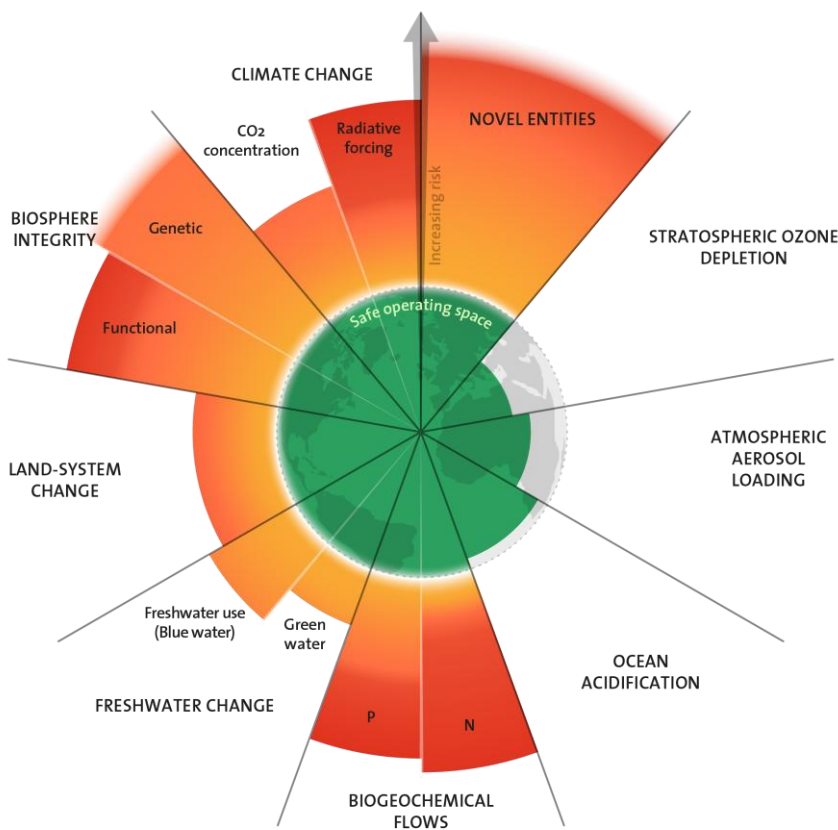 CLIMATE CHANGE
CO2
concentration
Radiative
forcing
NOVEL ENTITIES
Increasing risk
STRATOSPHERIC OZONE
DEPLETION
BIOSPHERE
INTEGRITY
Genetic
Functional
Safe operating space
ATMOSPHERIC
AEROSOL
LOADING
LAND-SYSTEM
CHANGE
Freshwater use
(Blue water)
Green
water
FRESHWATER CHANGE
OCEAN
ACIDIFICATION
P
N
BIOGEOCHEMICAL
FLOWS